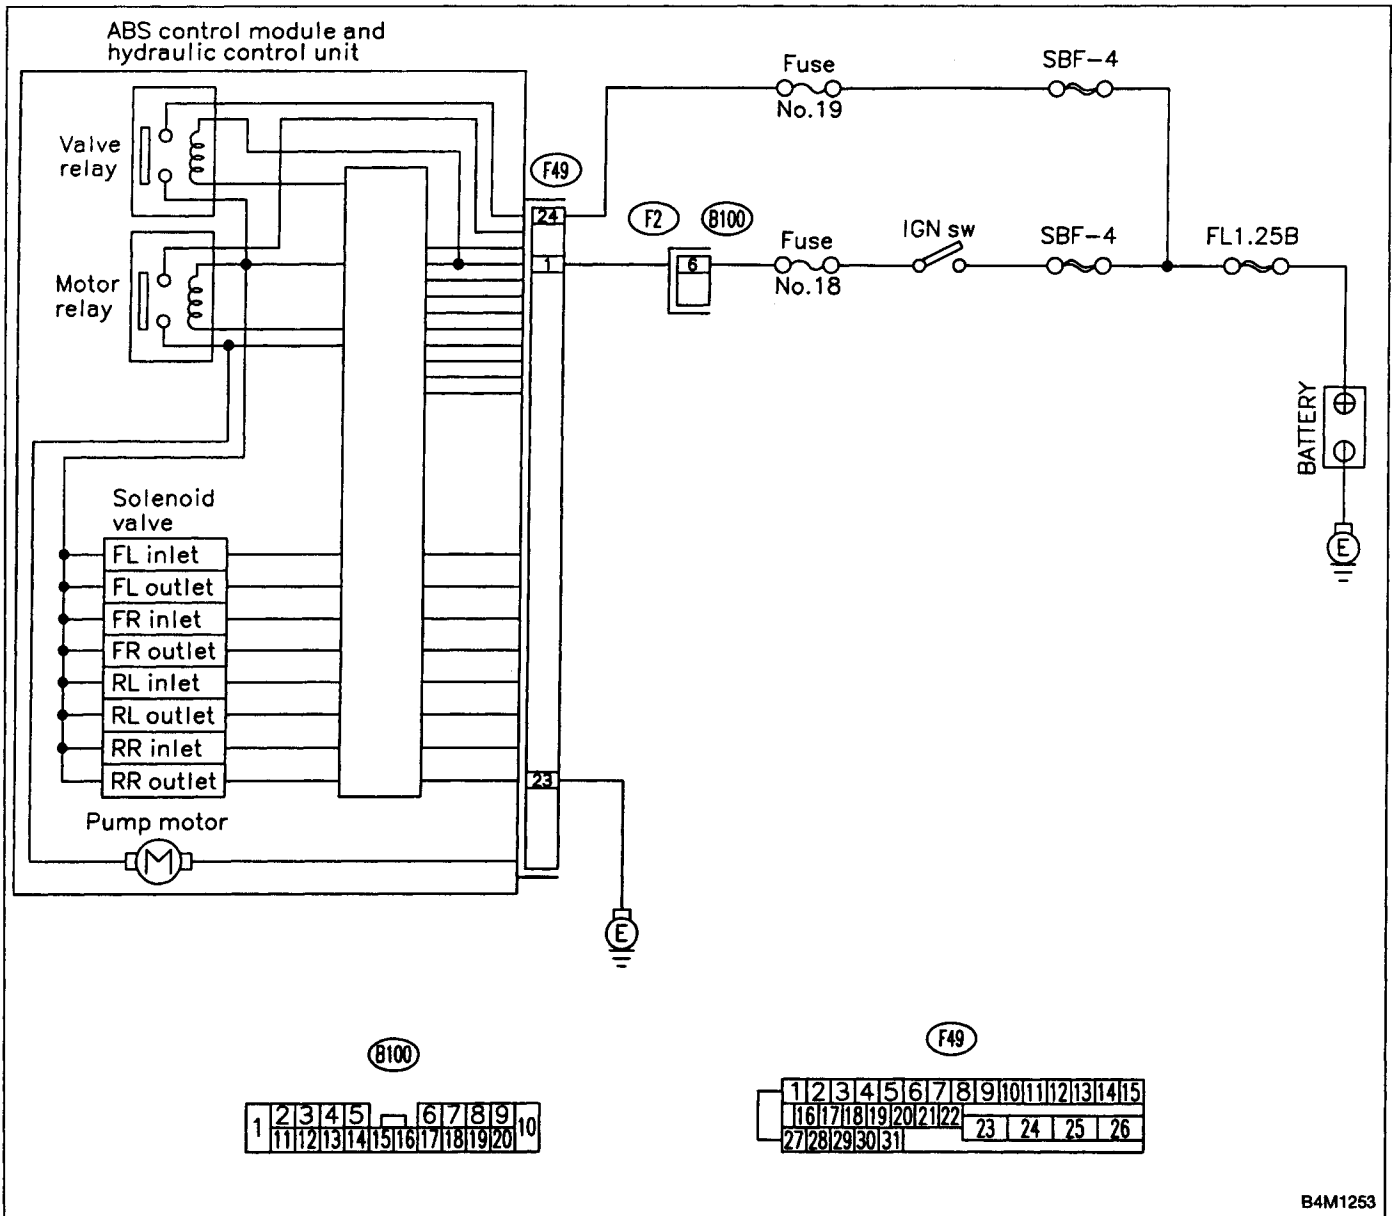 ABS control module and
hydraulic control unit
Valve
relay
Motor
relay
F49
24
1
23
F2
B100
6
Fuse
No.19
SBF-4
Fuse
No.18
IGN sw
SBF-4
FL1.25B
BATTERY
E
Solenoid
valve
FL inlet
FL outlet
FR inlet
FR outlet
RL inlet
RL outlet
RR inlet
RR outlet
Pump motor
M
E
B100
1 2 3 4 5 6 7 8 9 10
11 12 13 14 15 16 17 18 19 20
F49
1 2 3 4 5 6 7 8 9 10 11 12 13 14 15
16 17 18 19 20 21 22 23 24 25 26
27 28 29 30 31
B4M1253